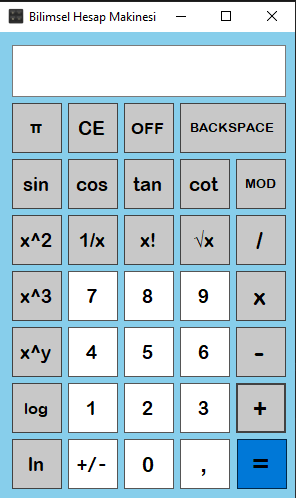 Bilimsel Hesap Makinesi
π CE OFF BACKSPACE
sin cos tan cot MOD
x^2 1/x x! √x /
x^3 7 8 9 x
x^y 4 5 6 -
log 1 2 3 +
ln +/- 0 , =